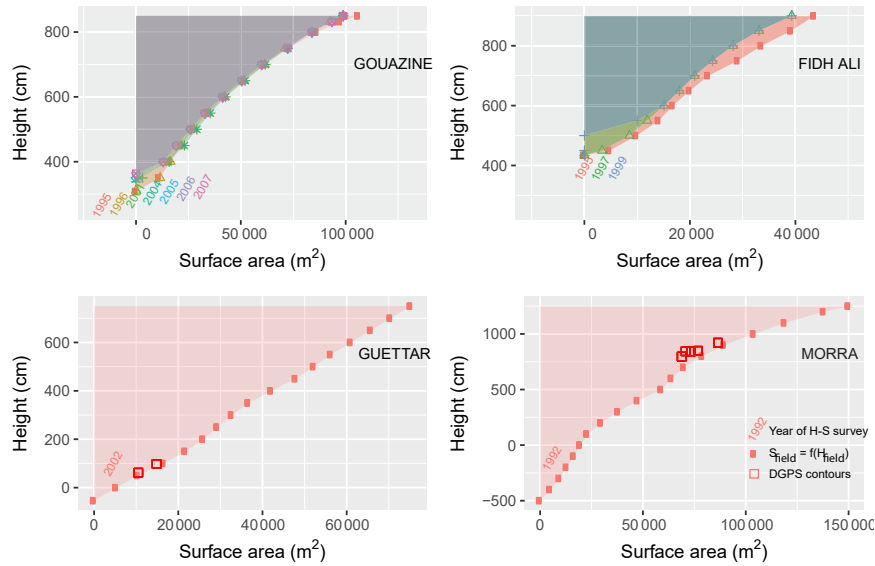 Height (cm)
800
600
400
GOUAZINE
1995
1996
2001
2004
2005
2006
2007
0
50 000
100 000
Surface area (m²)
Height (cm)
800
600
400
FIDH ALI
1993
1997
1999
0
20 000
40 000
Surface area (m²)
Height (cm)
600
400
200
0
GUETTAR
2002
0
20 000
40 000
60 000
Surface area (m²)
Height (cm)
1000
500
0
−500
MORRA
1992
1992 Year of H-S survey
S field = f(H field)
DGPS contours
0
50 000
100 000
150 000
Surface area (m²)